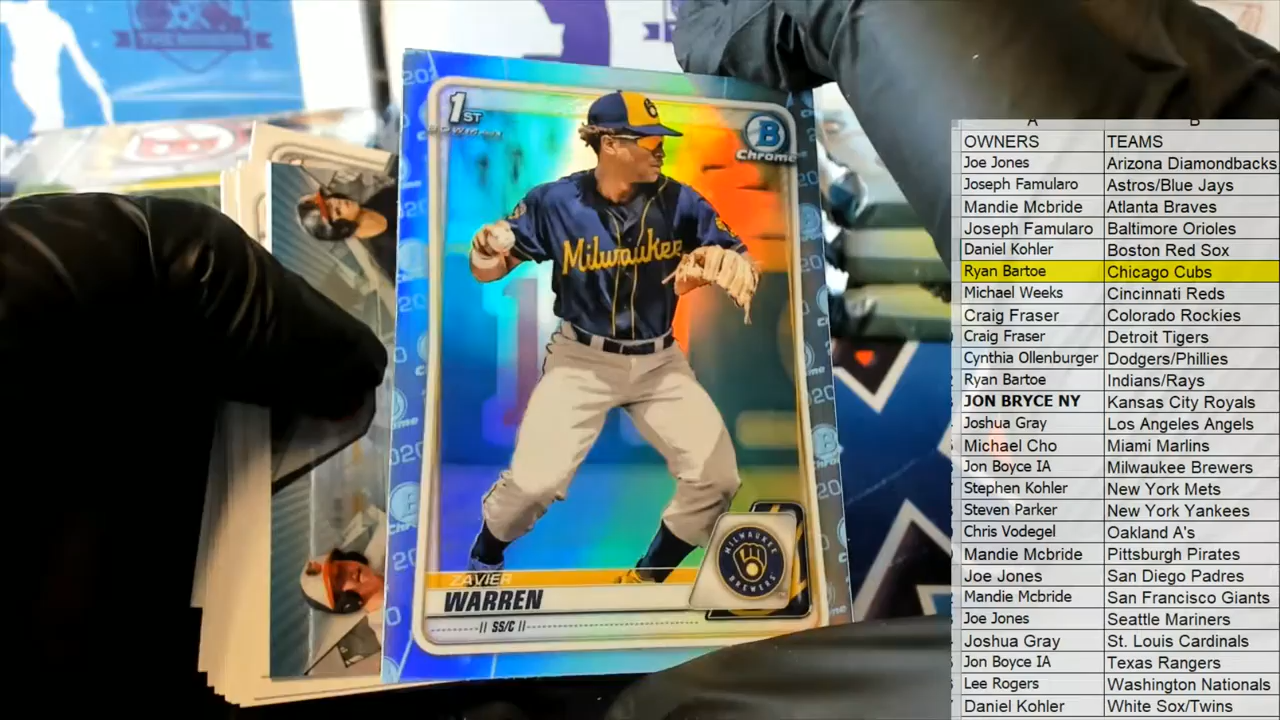 1ST
BOWMAN
B
Chrome
Milwaukee
ZAVIER
WARREN
SS/C
MILWAUKEE
BREWERS
A B
OWNERS TEAMS
Joe Jones Arizona Diamondbacks
Joseph Famularo Astros/Blue Jays
Mandie Mcbride Atlanta Braves
Joseph Famularo Baltimore Orioles
Daniel Kohler Boston Red Sox
Ryan Bartoe Chicago Cubs
Michael Weeks Cincinnati Reds
Craig Fraser Colorado Rockies
Craig Fraser Detroit Tigers
Cynthia Ollenburger Dodgers/Phillies
Ryan Bartoe Indians/Rays
JON BRYCE NY Kansas City Royals
Joshua Gray Los Angeles Angels
Michael Cho Miami Marlins
Jon Boyce IA Milwaukee Brewers
Stephen Kohler New York Mets
Steven Parker New York Yankees
Chris Vodegel Oakland A's
Mandie Mcbride Pittsburgh Pirates
Joe Jones San Diego Padres
Mandie Mcbride San Francisco Giants
Joe Jones Seattle Mariners
Joshua Gray St. Louis Cardinals
Jon Boyce IA Texas Rangers
Lee Rogers Washington Nationals
Daniel Kohler White Sox/Twins